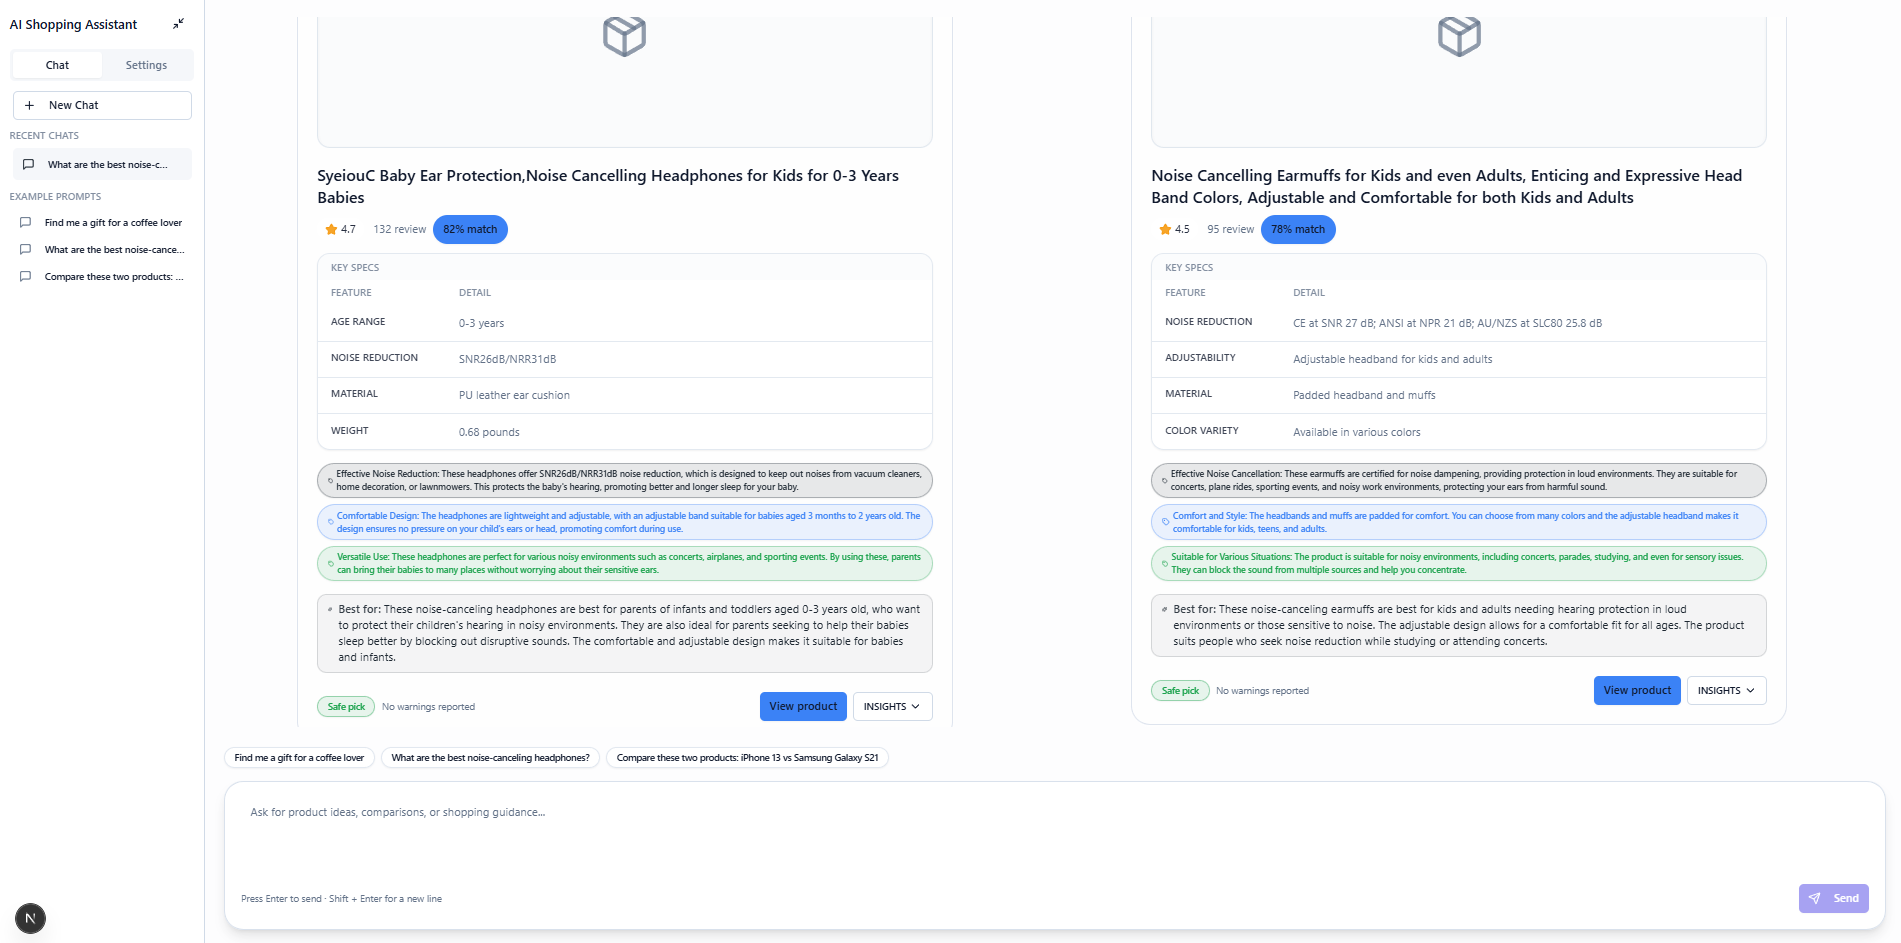 AI Shopping Assistant
Chat
Settings
New Chat
RECENT CHATS
What are the best noise-c...
EXAMPLE PROMPTS
Find me a gift for a coffee lover
What are the best noise-cance...
Compare these two products: ...
N
SyeiouC Baby Ear Protection,Noise Cancelling Headphones for Kids for 0-3 Years
Babies
4.7
132 review
82% match
KEY SPECS
FEATURE
DETAIL
AGE RANGE
0-3 years
NOISE REDUCTION
SNR26dB/NRR31dB
MATERIAL
PU leather ear cushion
WEIGHT
0.68 pounds
Effective Noise Reduction: These headphones offer SNR26dB/NRR31dB noise reduction, which is designed to keep out noises from vacuum cleaners,
home decoration, or lawnmowers. This protects the baby's hearing, promoting better and longer sleep for your baby.
Comfortable Design: The headphones are lightweight and adjustable, with an adjustable band suitable for babies aged 3 months to 2 years old. The
design ensures no pressure on your child's ears or head, promoting comfort during use.
Versatile Use: These headphones are perfect for various noisy environments such as concerts, airplanes, and sporting events. By using these, parents
can bring their babies to many places without worrying about their sensitive ears.
Best for: These noise-canceling headphones are best for parents of infants and toddlers aged 0-3 years old, who want
to protect their children's hearing in noisy environments. They are also ideal for parents seeking to help their babies
sleep better by blocking out disruptive sounds. The comfortable and adjustable design makes it suitable for babies
and infants.
Safe pick
No warnings reported
View product
INSIGHTS
Noise Cancelling Earmuffs for Kids and even Adults, Enticing and Expressive Head
Band Colors, Adjustable and Comfortable for both Kids and Adults
4.5
95 review
78% match
KEY SPECS
FEATURE
DETAIL
NOISE REDUCTION
CE at SNR 27 dB; ANSI at NPR 21 dB; AU/NZS at SLC80 25.8 dB
ADJUSTABILITY
Adjustable headband for kids and adults
MATERIAL
Padded headband and muffs
COLOR VARIETY
Available in various colors
Effective Noise Cancellation: These earmuffs are certified for noise dampening, providing protection in loud environments. They are suitable for
concerts, plane rides, sporting events, and noisy work environments, protecting your ears from harmful sound.
Comfort and Style: The headbands and muffs are padded for comfort. You can choose from many colors and the adjustable headband makes it
comfortable for kids, teens, and adults.
Suitable for Various Situations: The product is suitable for noisy environments, including concerts, parades, studying, and even for sensory issues.
They can block the sound from multiple sources and help you concentrate.
Best for: These noise-canceling earmuffs are best for kids and adults needing hearing protection in loud
environments or those sensitive to noise. The adjustable design allows for a comfortable fit for all ages. The product
suits people who seek noise reduction while studying or attending concerts.
Safe pick
No warnings reported
View product
INSIGHTS
Find me a gift for a coffee lover
What are the best noise-canceling headphones?
Compare these two products: iPhone 13 vs Samsung Galaxy S21
Ask for product ideas, comparisons, or shopping guidance...
Press Enter to send · Shift + Enter for a new line
Send